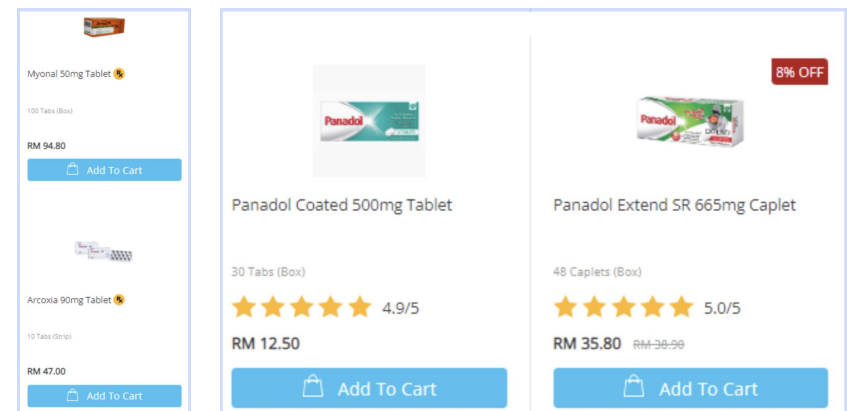 Myonal 50mg Tablet
100 Tabs (Box)
RM 94.80
Add To Cart
Arcoxia 90mg Tablet
10 Tabs (Strip)
RM 47.00
Add To Cart
Panadol
Panadol Coated 500mg Tablet
30 Tabs (Box)
4.9/5
RM 12.50
Add To Cart
8% OFF
Panadol
Panadol Extend SR 665mg Caplet
48 Caplets (Box)
5.0/5
RM 35.80 RM 38.90
Add To Cart